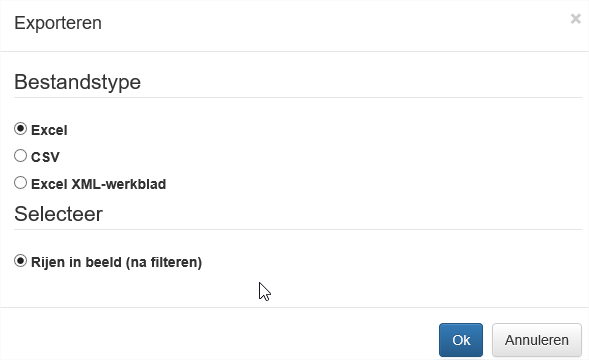 Exporteren
×
Bestandstype
Excel
CSV
Excel XML-werkblad
Selecteer
Rijen in beeld (na filteren)
Ok Annuleren